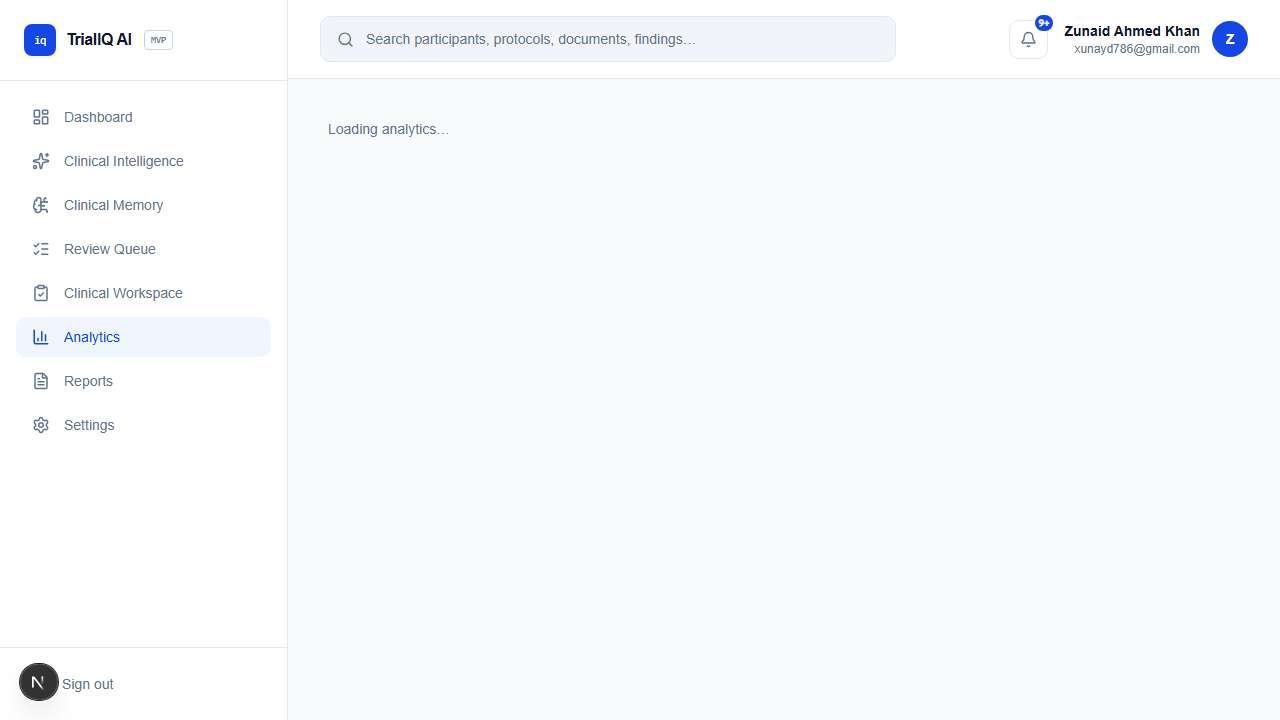 iq TrialIQ AI MVP
Search participants, protocols, documents, findings…
9+
Zunaid Ahmed Khan
xunayd786@gmail.com
Z
Dashboard
Clinical Intelligence
Clinical Memory
Review Queue
Clinical Workspace
Analytics
Reports
Settings
Loading analytics…
N Sign out